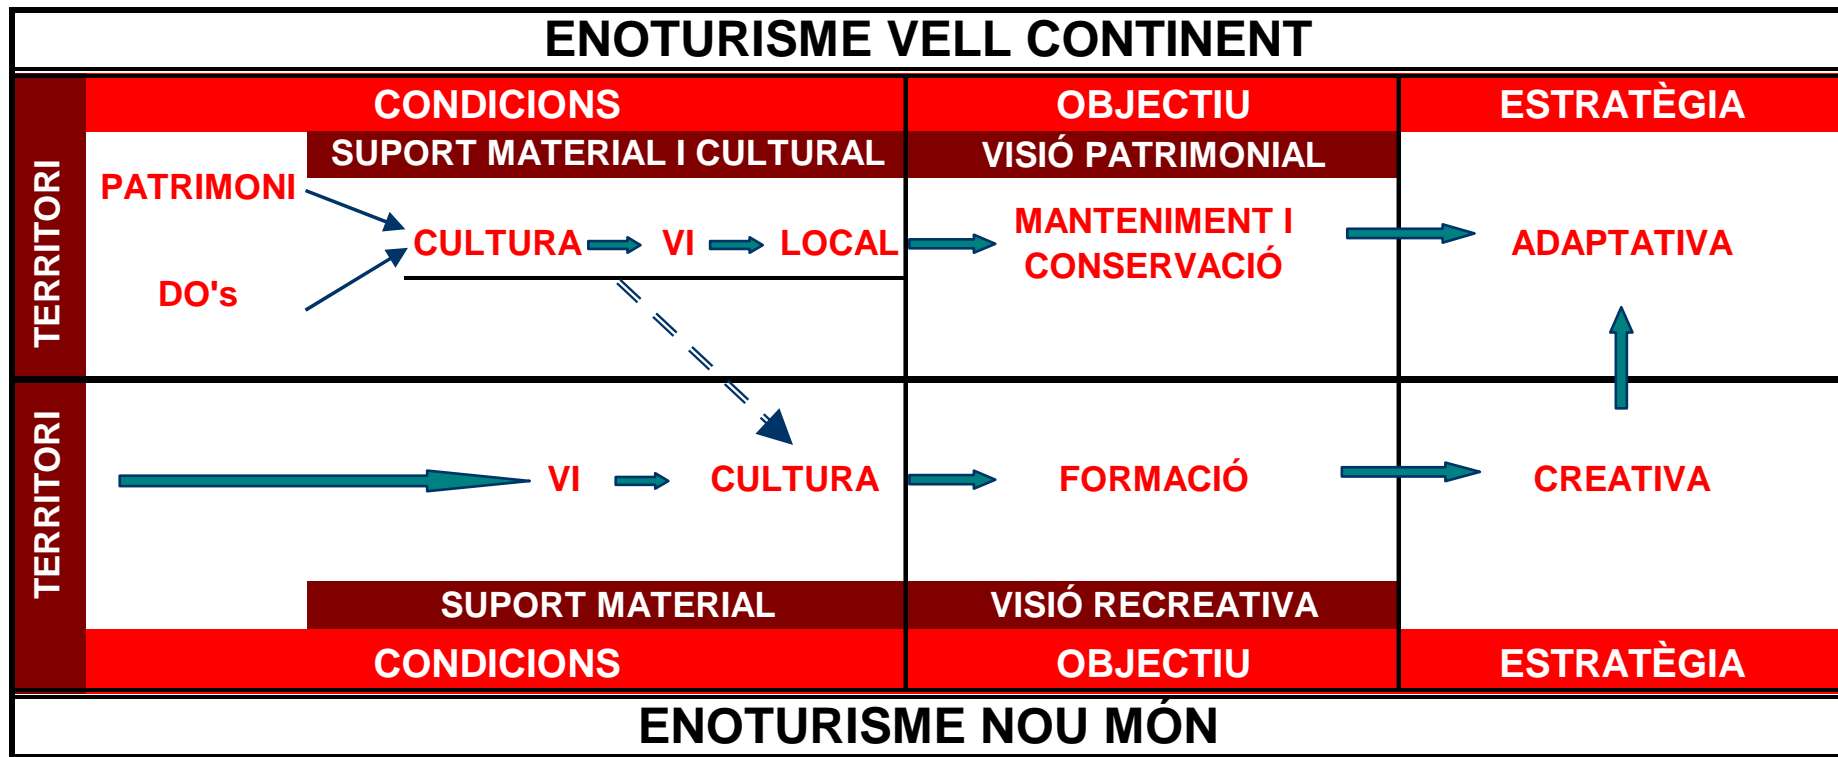 ENOTURISME VELL CONTINENT
CONDICIONS
OBJECTIU
ESTRATÈGIA
TERRITORI
SUPORT MATERIAL I CULTURAL
VISIÓ PATRIMONIAL
PATRIMONI
DO's
CULTURA
VI
LOCAL
MANTENIMENT I
CONSERVACIÓ
ADAPTATIVA
TERRITORI
VI
CULTURA
FORMACIÓ
CREATIVA
SUPORT MATERIAL
VISIÓ RECREATIVA
CONDICIONS
OBJECTIU
ESTRATÈGIA
ENOTURISME NOU MÓN